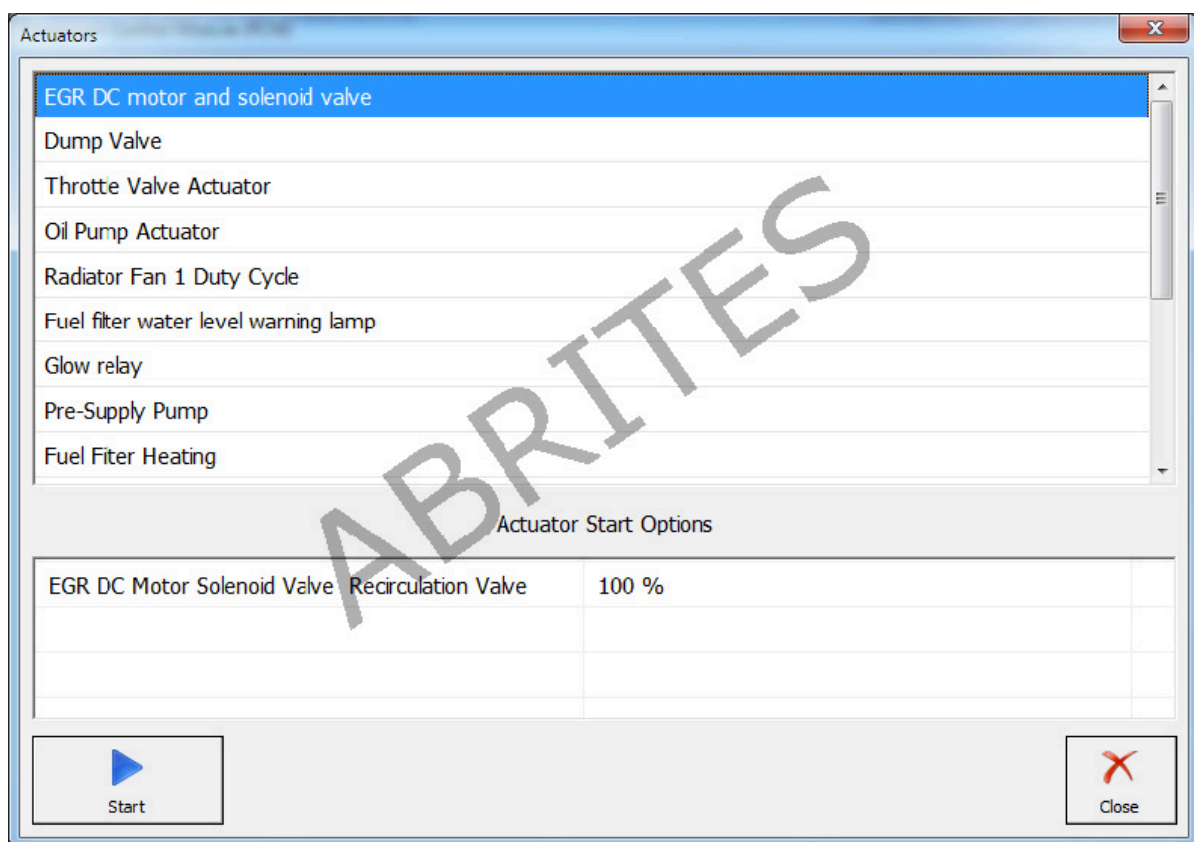 Actuators
EGR DC motor and solenoid valve
Dump Valve
Throttle Valve Actuator
Oil Pump Actuator
Radiator Fan 1 Duty Cycle
Fuel filter water level warning lamp
Glow relay
Pre-Supply Pump
Fuel Fiter Heating
ABRITES
Actuator Start Options
EGR DC Motor Solenoid Valve Recirculation Valve 100 %
Start Close